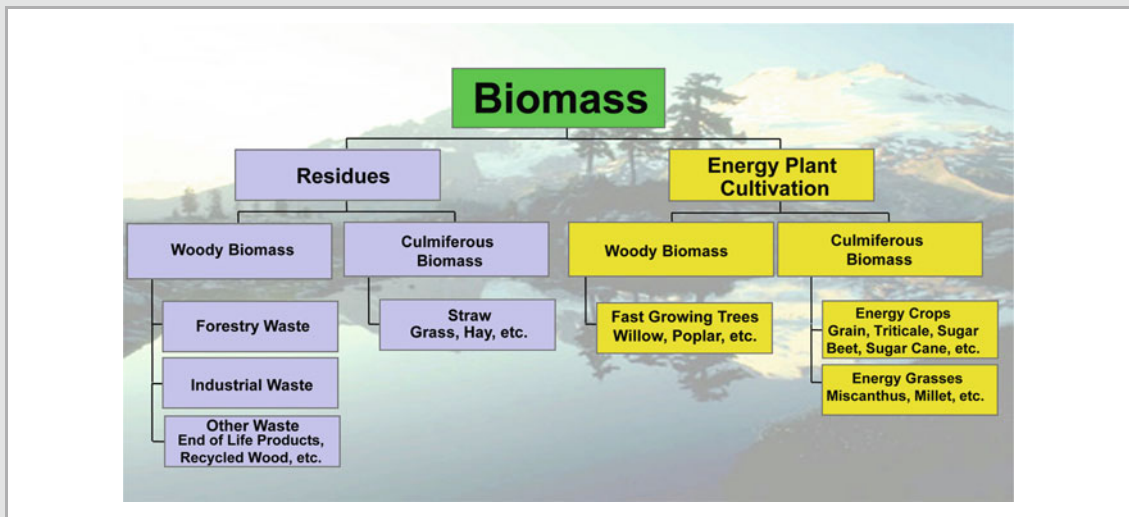 Biomass
Residues
Energy Plant
Cultivation
Woody Biomass
Culmiferous
Biomass
Woody Biomass
Culmiferous
Biomass
Forestry Waste
Industrial Waste
Other Waste
End of Life Products,
Recycled Wood, etc.
Straw
Grass, Hay, etc.
Fast Growing Trees
Willow, Poplar, etc.
Energy Crops
Grain, Triticale, Sugar
Beet, Sugar Cane, etc.
Energy Grasses
Miscanthus, Millet, etc.